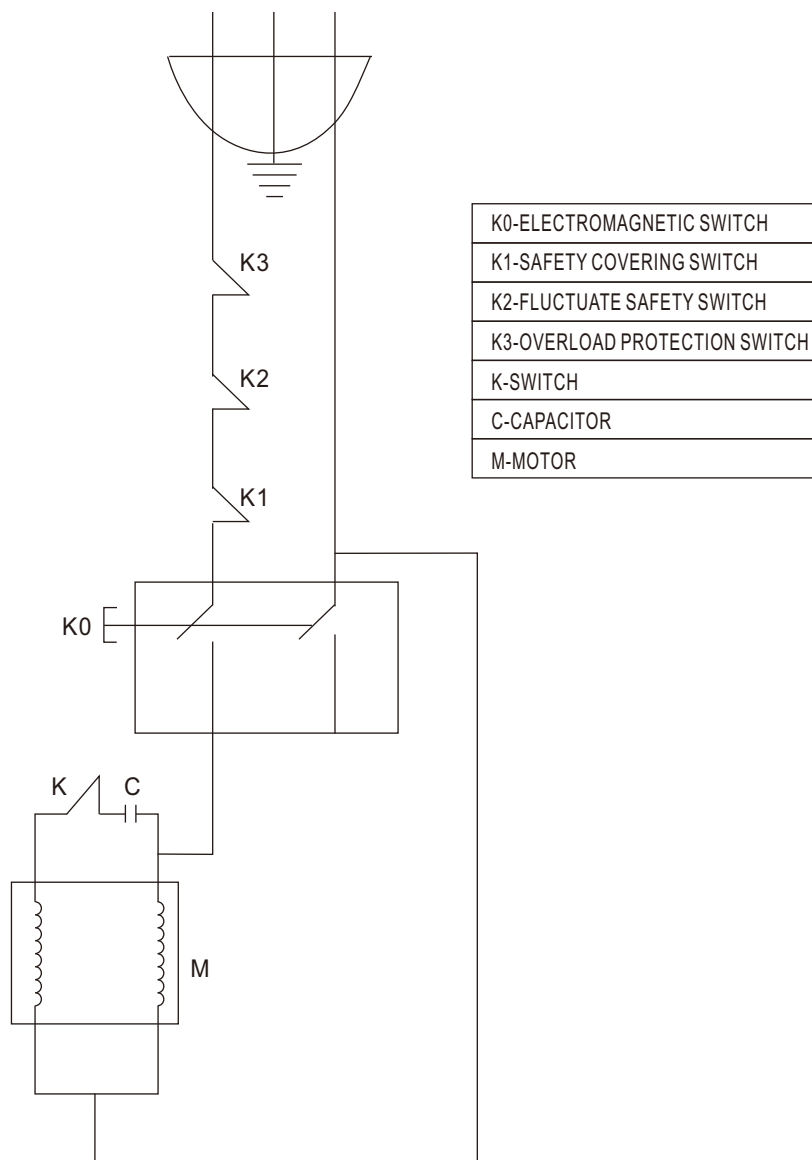 K3
K2
K1
K0
K
C
M
K0-ELECTROMAGNETIC SWITCH
K1-SAFETY COVERING SWITCH
K2-FLUCTUATE SAFETY SWITCH
K3-OVERLOAD PROTECTION SWITCH
K-SWITCH
C-CAPACITOR
M-MOTOR